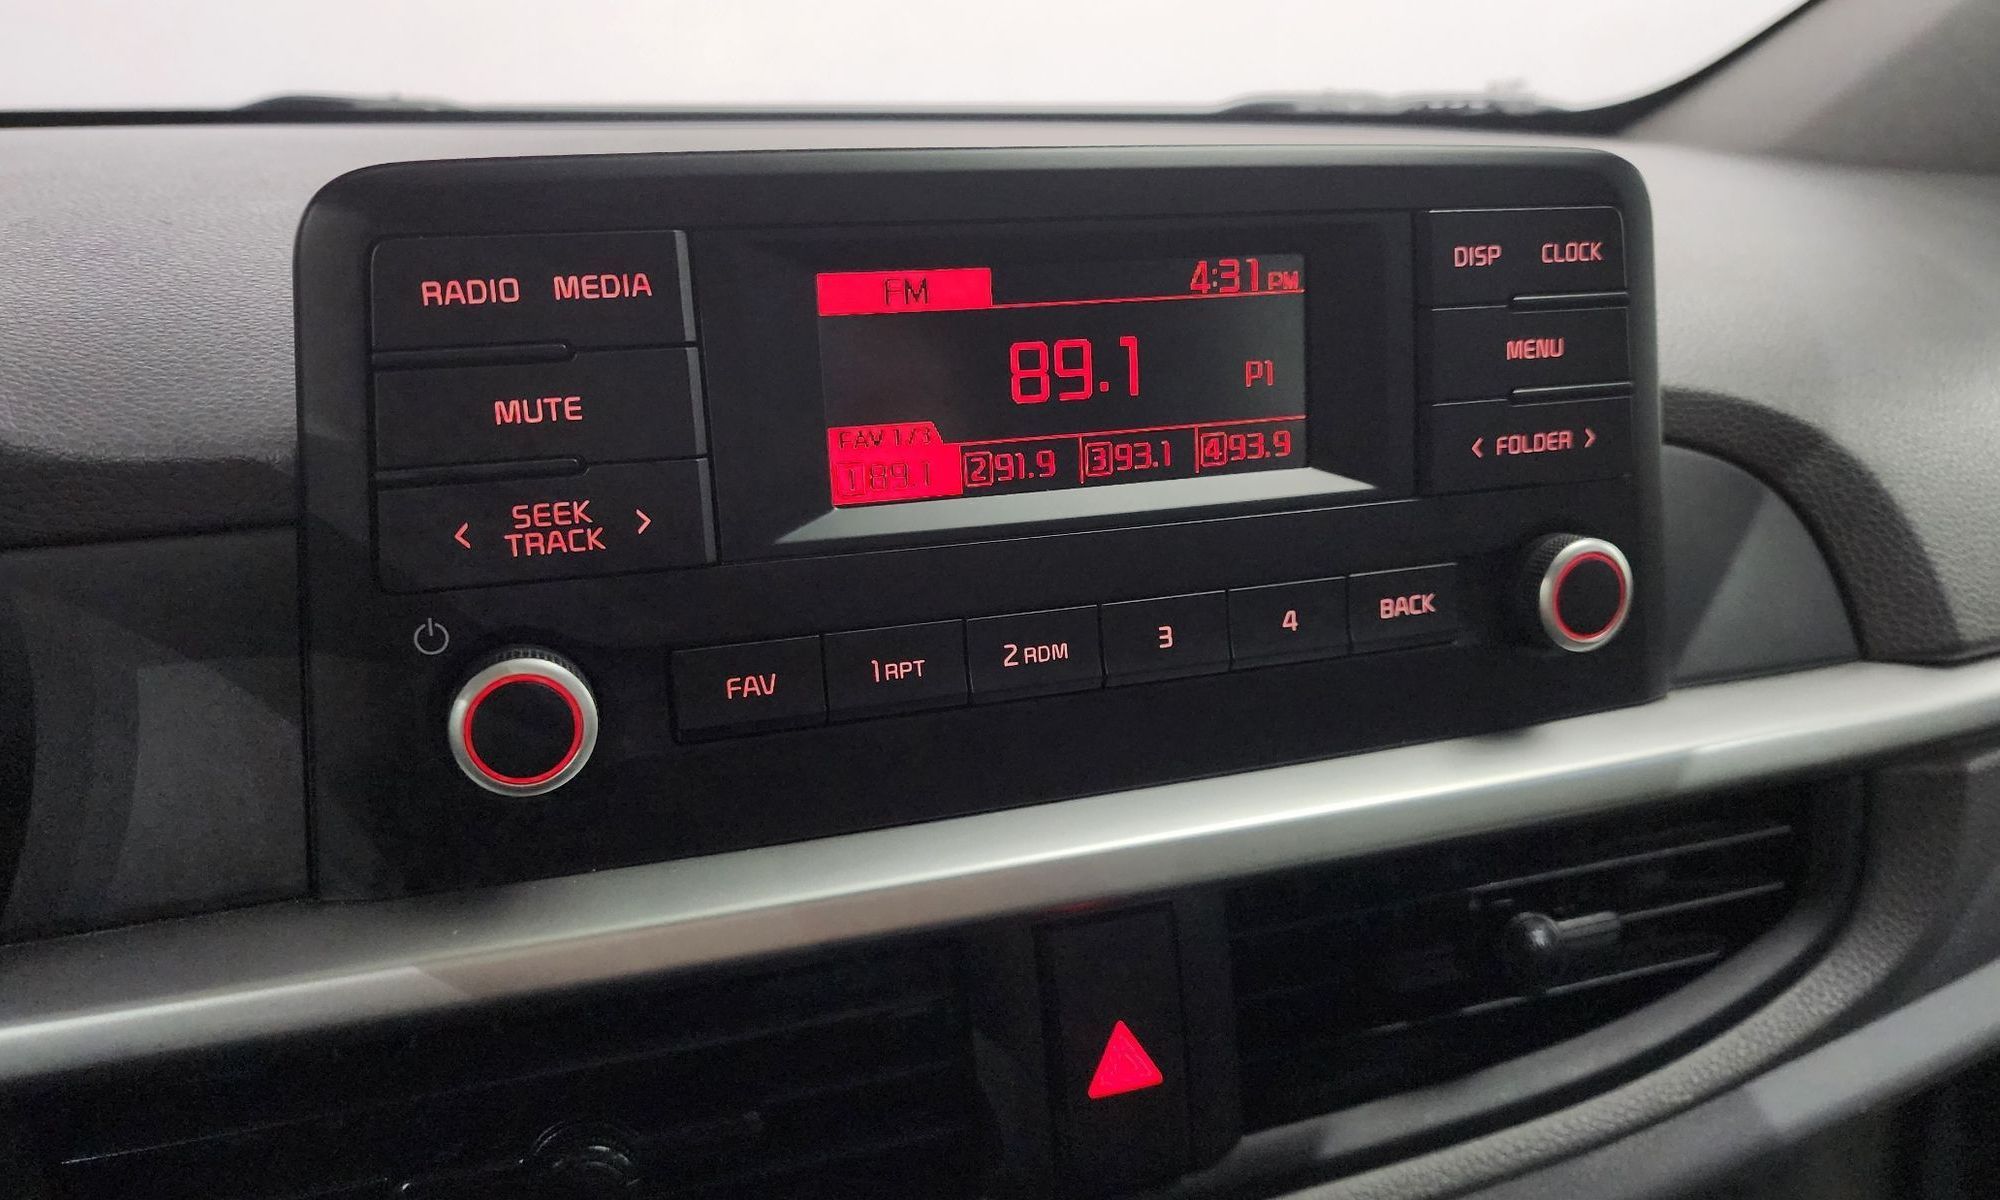 RADIO MEDIA
MUTE
< SEEK >
TRACK
FM 4:31 PM
89.1 P1
FAV 1/3
1 89.1 2 91.9 3 93.1 4 93.9
DISP CLOCK
MENU
< FOLDER >
FAV 1 RPT 2 RDM 3 4 BACK